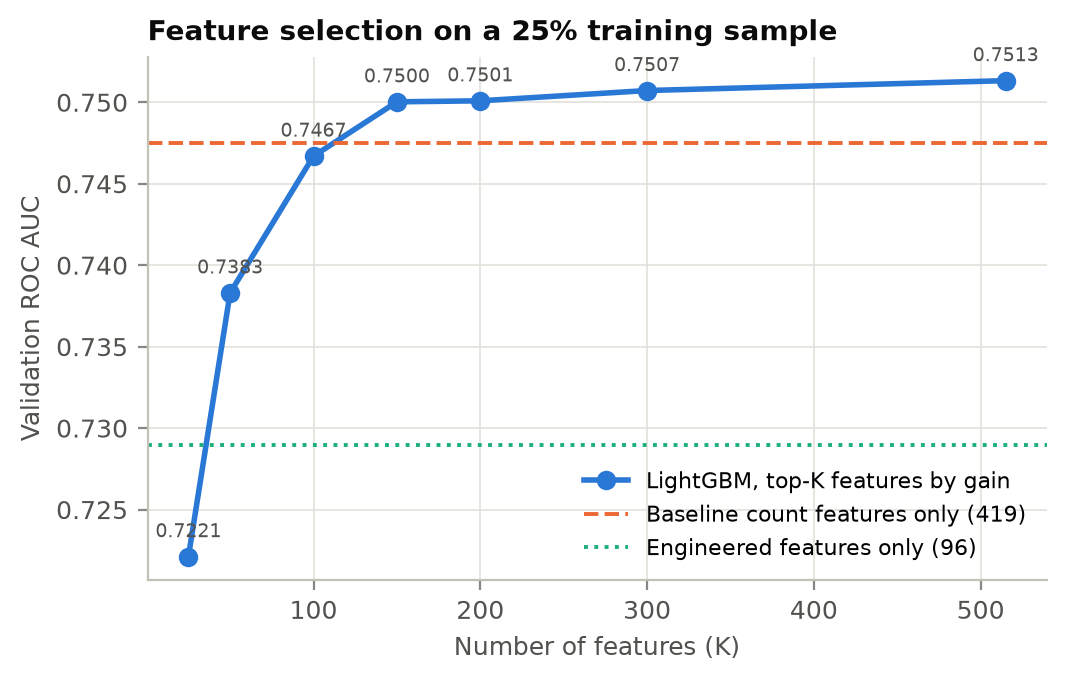 Feature selection on a 25% training sample
0.7513
0.7507
0.7501
0.7500
0.7467
0.7383
0.7221
0.750
0.745
0.740
0.735
0.730
0.725
Validation ROC AUC
LightGBM, top-K features by gain
Baseline count features only (419)
Engineered features only (96)
100 200 300 400 500
Number of features (K)